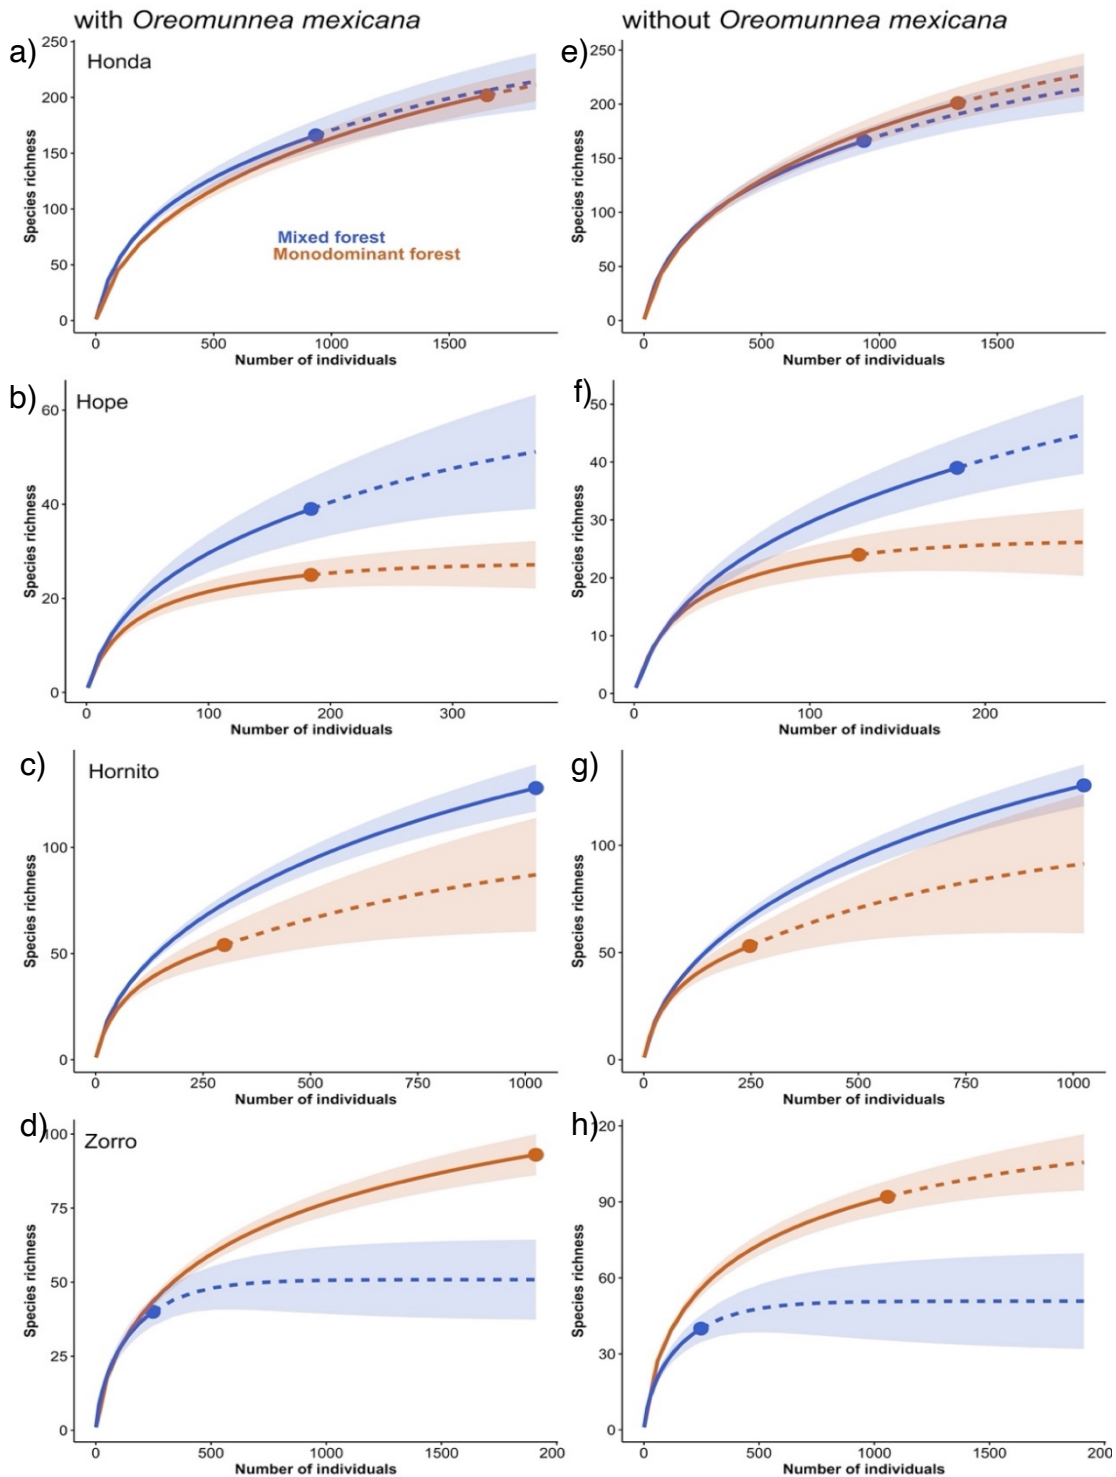 with Oreomunnea mexicana
without Oreomunnea mexicana
a)
Honda
250
200
150
100
50
0
Species richness
Mixed forest
Monodominant forest
0 500 1000 1500
Number of individuals
e)
250
200
150
100
50
0
Species richness
0 500 1000 1500
Number of individuals
b)
Hope
60
40
20
0
Species richness
0 100 200 300
Number of individuals
f)
50
40
30
20
10
0
Species richness
0 100 200
Number of individuals
c)
Hornito
100
50
0
Species richness
0 250 500 750 1000
Number of individuals
g)
100
50
0
Species richness
0 250 500 750 1000
Number of individuals
d)
Zorro
100
75
50
25
0
Species richness
0 500 1000 1500 200
Number of individuals
h)
120
90
60
30
0
Species richness
0 500 1000 1500 200
Number of individuals